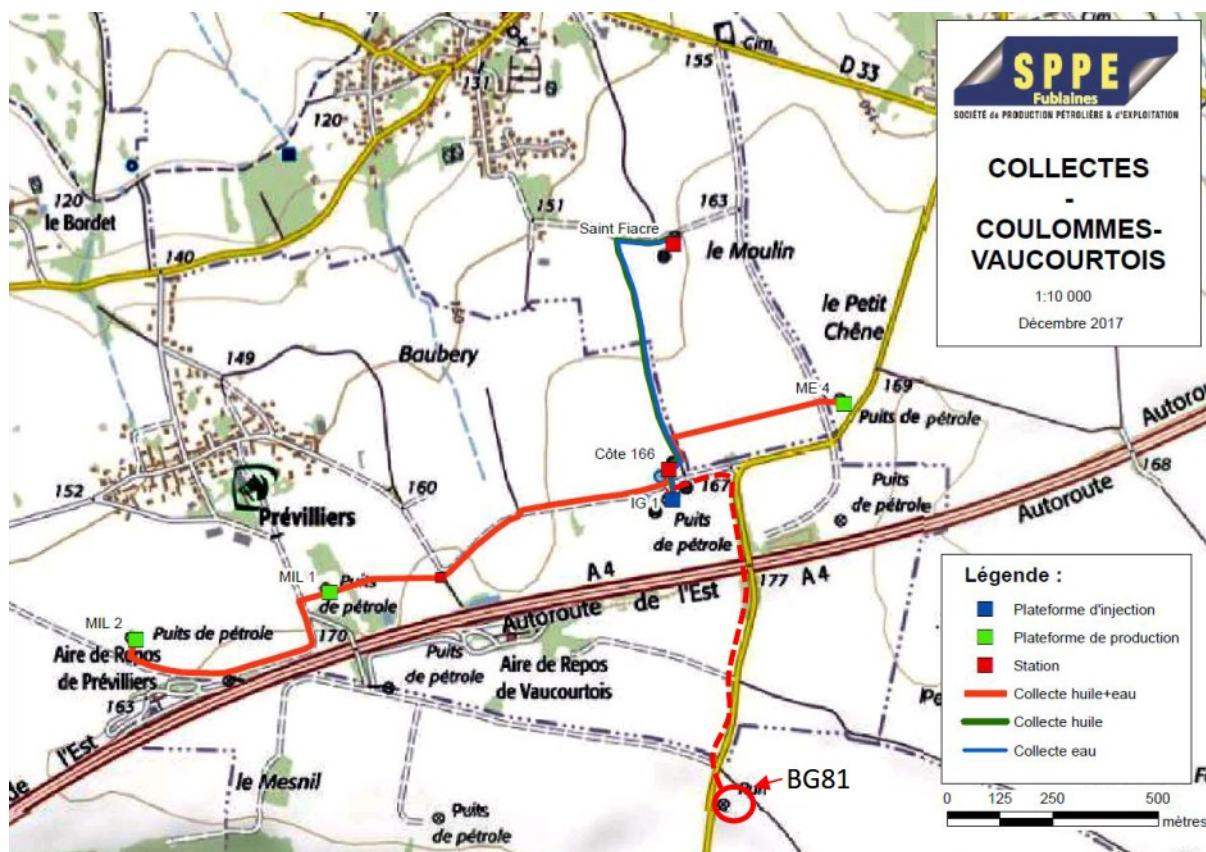 SPPE
Fublaines
SOCIÉTÉ de PRODUCTION PÉTROLIÈRE & d'EXPLOITATION
COLLECTES
-
COULOMMES-
VAUCOURTOIS
1:10 000
Décembre 2017
Cim.
155
D 33
131
120
120
le Bordet
151
163
Saint Fiacre
le Moulin
140
150
le Petit
Chêne
149
Baubery
ME 4
169
Puits de pétrole
Autoroute
168
Côte 166
152
160
167
Puits
de pétrole
IG 1
Puits
de pétrole
Autoroute
Prévilliers
MIL 1
Puits
de pétrole
A 4
177
A 4
Autoroute de l'Est
MIL 2
Puits de pétrole
170
Aire de Repos
de Prévilliers
Puits
de pétrole
Aire de Repos
de Vaucourtois
163
de l'Est
le Mesnil
Puits
de pétrole
BG81
Légende :
Plateforme d'injection
Plateforme de production
Station
Collecte huile+eau
Collecte huile
Collecte eau
0 125 250 500
mètres